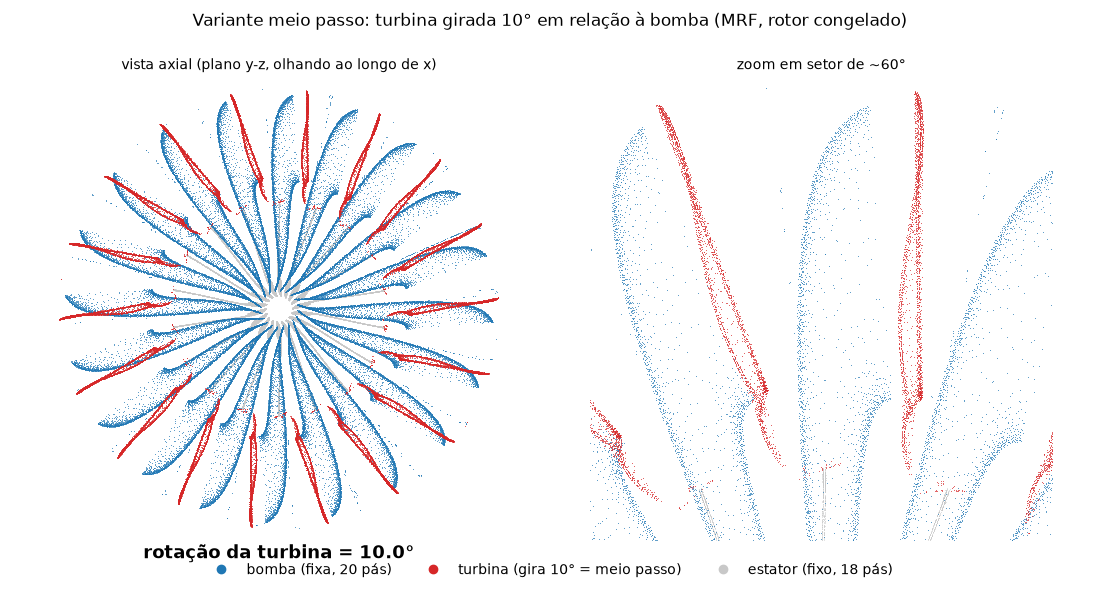 Variante meio passo: turbina girada 10° em relação à bomba (MRF, rotor congelado)
vista axial (plano y-z, olhando ao longo de x)
zoom em setor de ~60°
rotação da turbina = 10.0°
bomba (fixa, 20 pás)
turbina (gira 10° = meio passo)
estator (fixo, 18 pás)